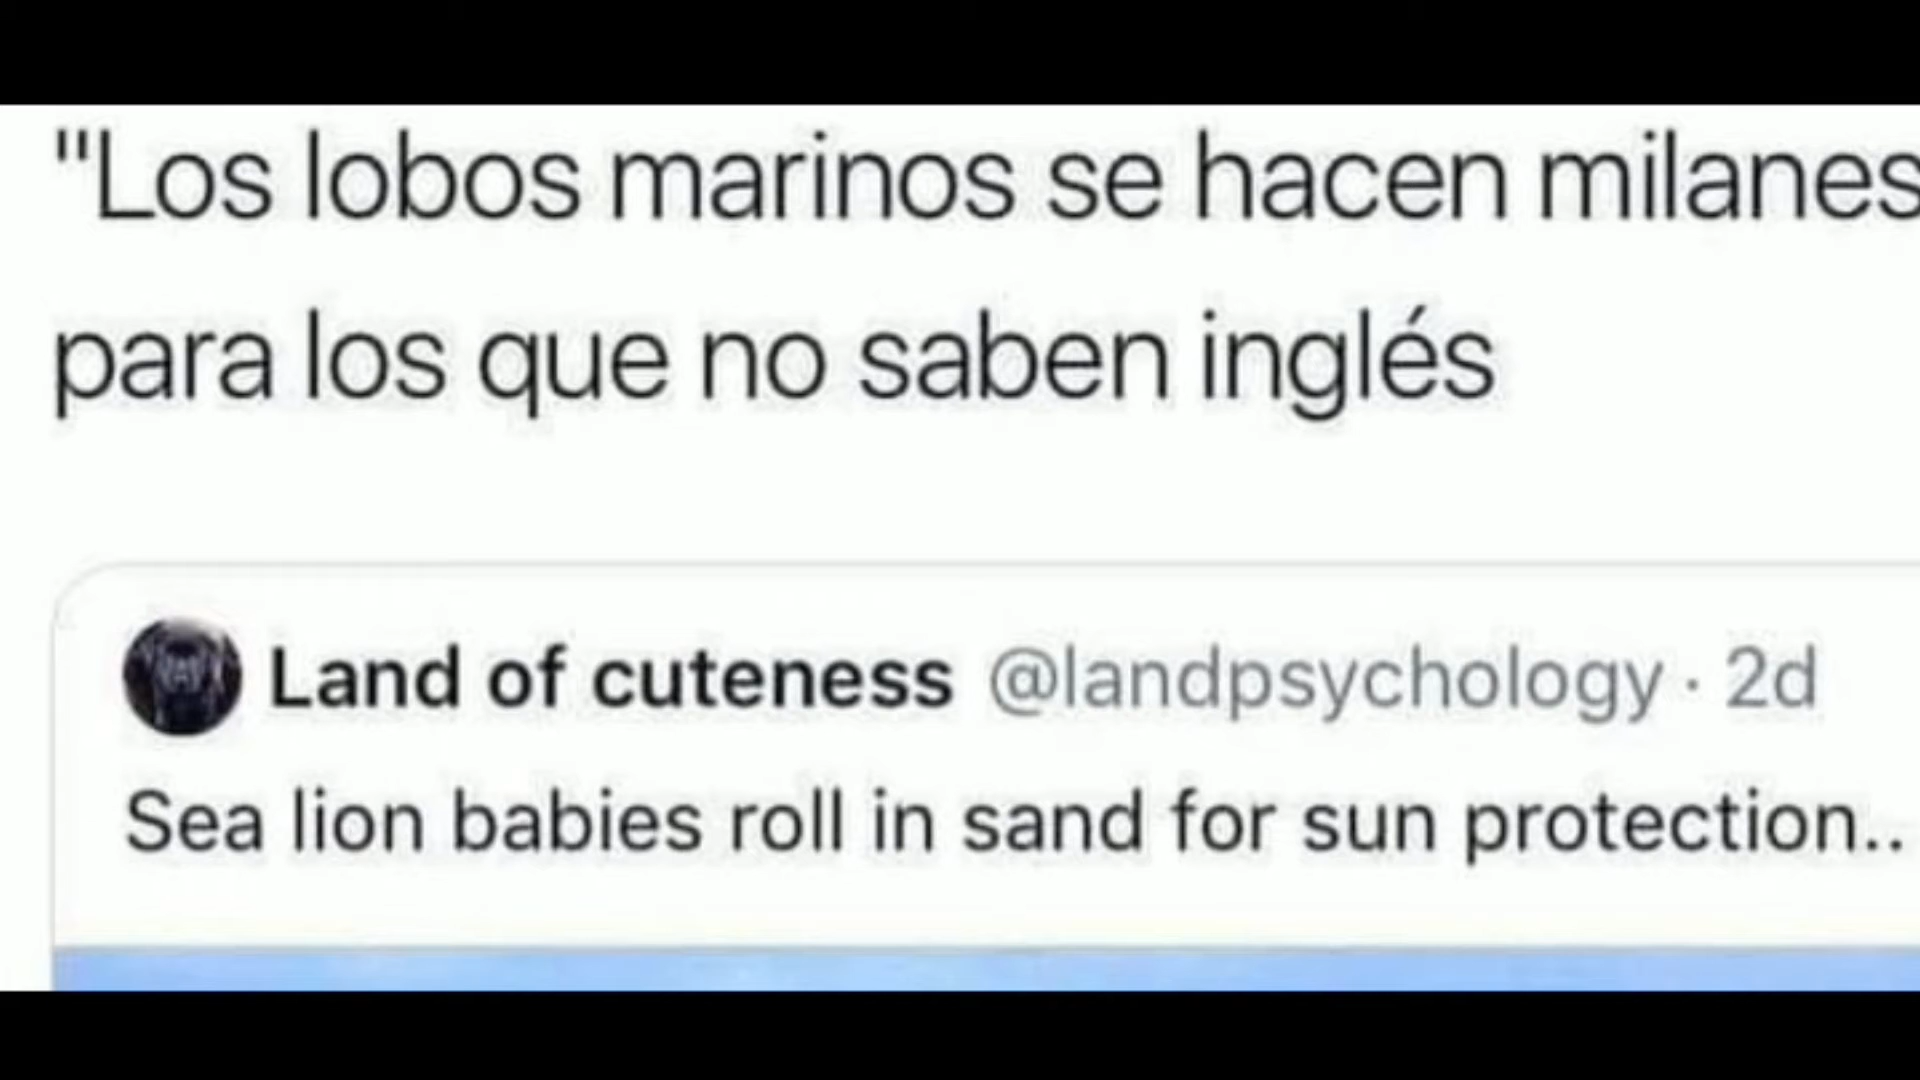 "Los lobos marinos se hacen milanes
para los que no saben inglés
Land of cuteness @landpsychology · 2d
Sea lion babies roll in sand for sun protection..